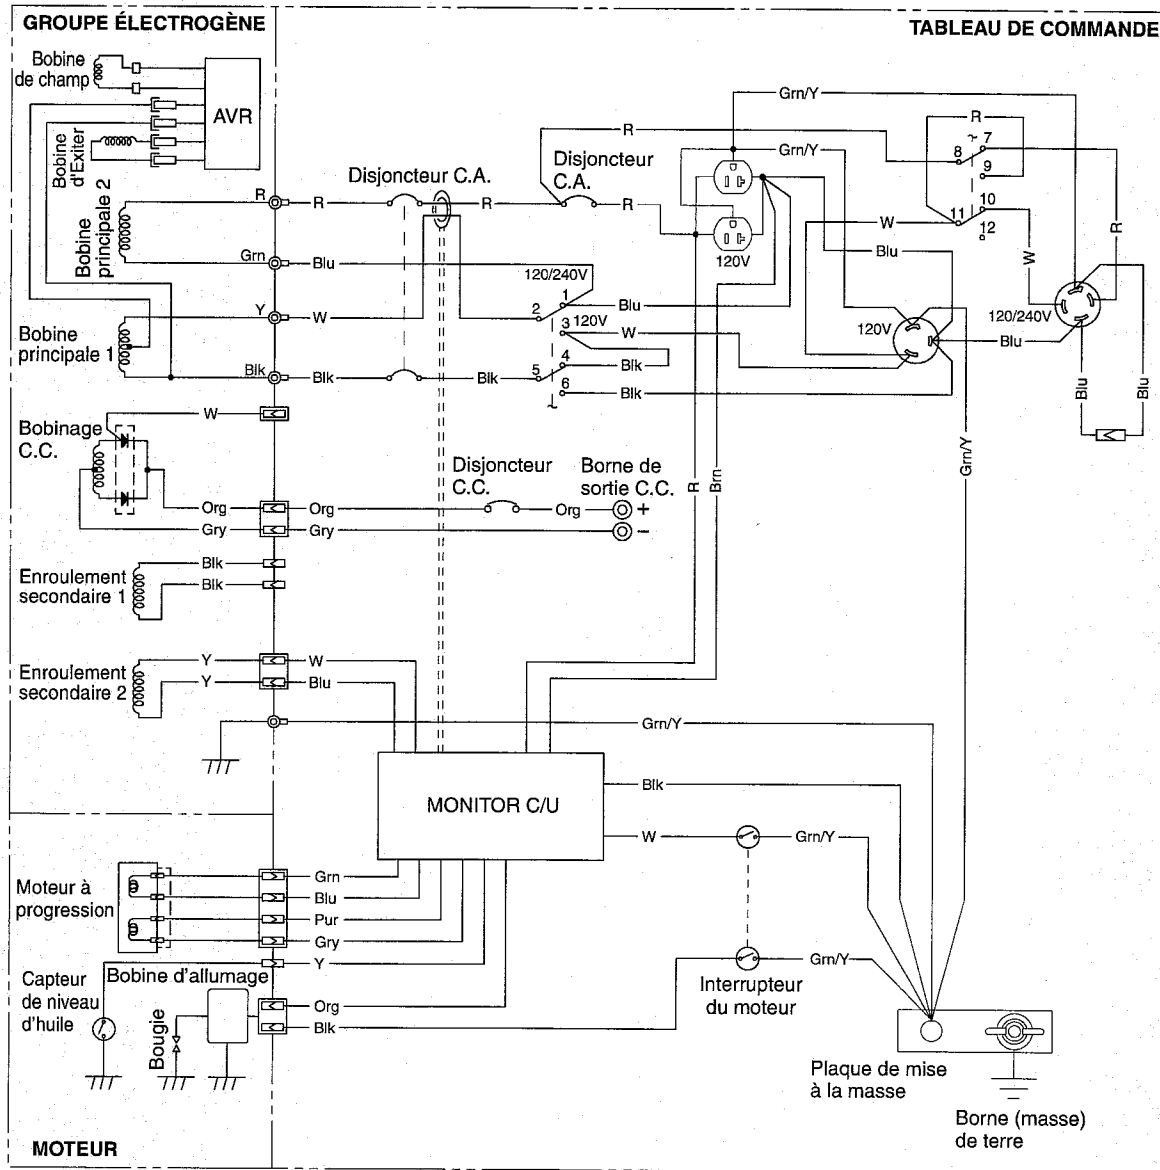 GROUPE ÉLECTROGÈNE
TABLEAU DE COMMANDE
Bobine
de champ
AVR
Bobine
d'Exiter
Bobine
principale 2
R
R
Disjoncteur C.A.
R
Disjoncteur
C.A.
R
R
Grn/Y
Grn/Y
120V
R
7
8
9
10
11
12
W
W
R
Blu
Grn
Blu
120/240V
1
2
Blu
3
120V
W
4
5
Blk
6
Blk
120V
120/240V
Blu
Blu
Blu
Y
W
Bobine
principale 1
Blk
Blk
Blk
W
Bobinage
C.C.
Disjoncteur
C.C.
Borne de
sortie C.C.
R
Brn
Grn/Y
Org
Org
Org
+
Gry
Gry
−
Enroulement
secondaire 1
Blk
Blk
Enroulement
secondaire 2
Y
W
Y
Blu
Grn/Y
MONITOR C/U
Blk
W
Grn/Y
Moteur à
progression
Grn
Blu
Pur
Gry
Y
Capteur
de niveau
d'huile
Bobine d'allumage
Bougie
Org
Blk
Grn/Y
Interrupteur
du moteur
Plaque de mise
à la masse
Borne (masse)
de terre
MOTEUR